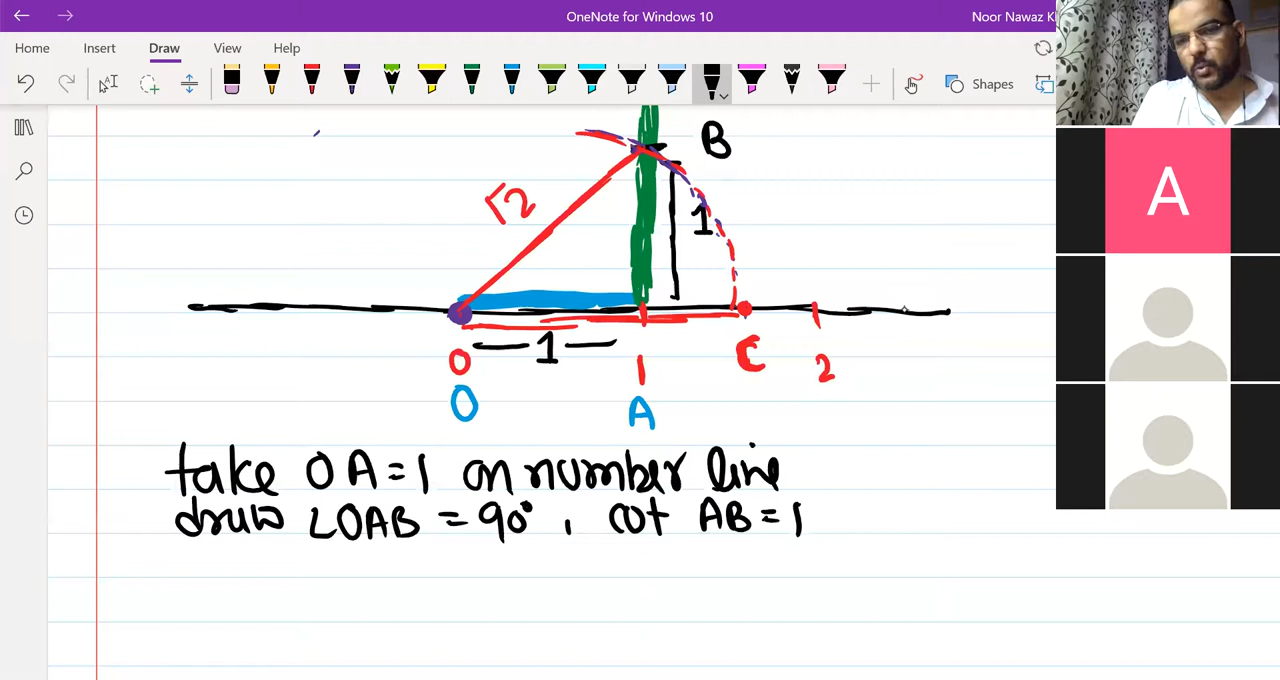 OneNote for Windows 10
Noor Nawaz Kh
Home Insert Draw View Help
Shapes
B
√2
1
1
0 1 C 2
O A
take OA=1 on number line
draw ∠OAB = 90°, cut AB=1
A